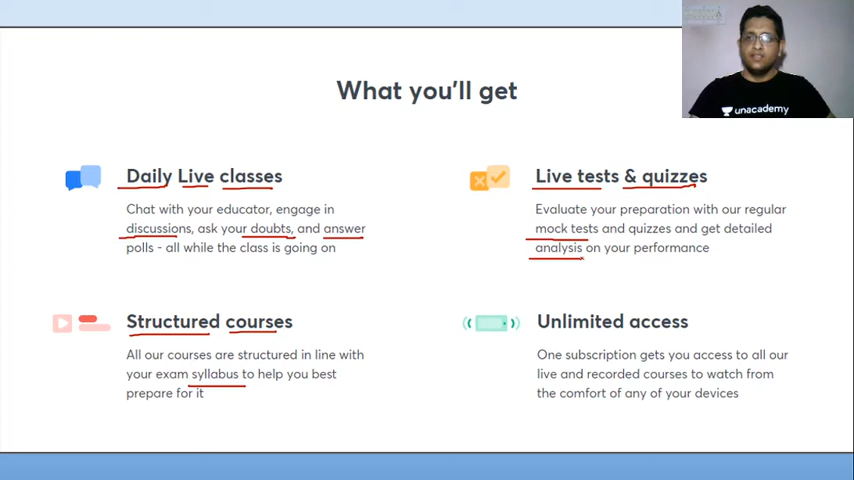 What you'll get
unacademy
Daily Live classes
Chat with your educator, engage in
discussions, ask your doubts, and answer
polls - all while the class is going on
Live tests & quizzes
Evaluate your preparation with our regular
mock tests and quizzes and get detailed
analysis on your performance
Structured courses
All our courses are structured in line with
your exam syllabus to help you best
prepare for it
Unlimited access
One subscription gets you access to all our
live and recorded courses to watch from
the comfort of any of your devices